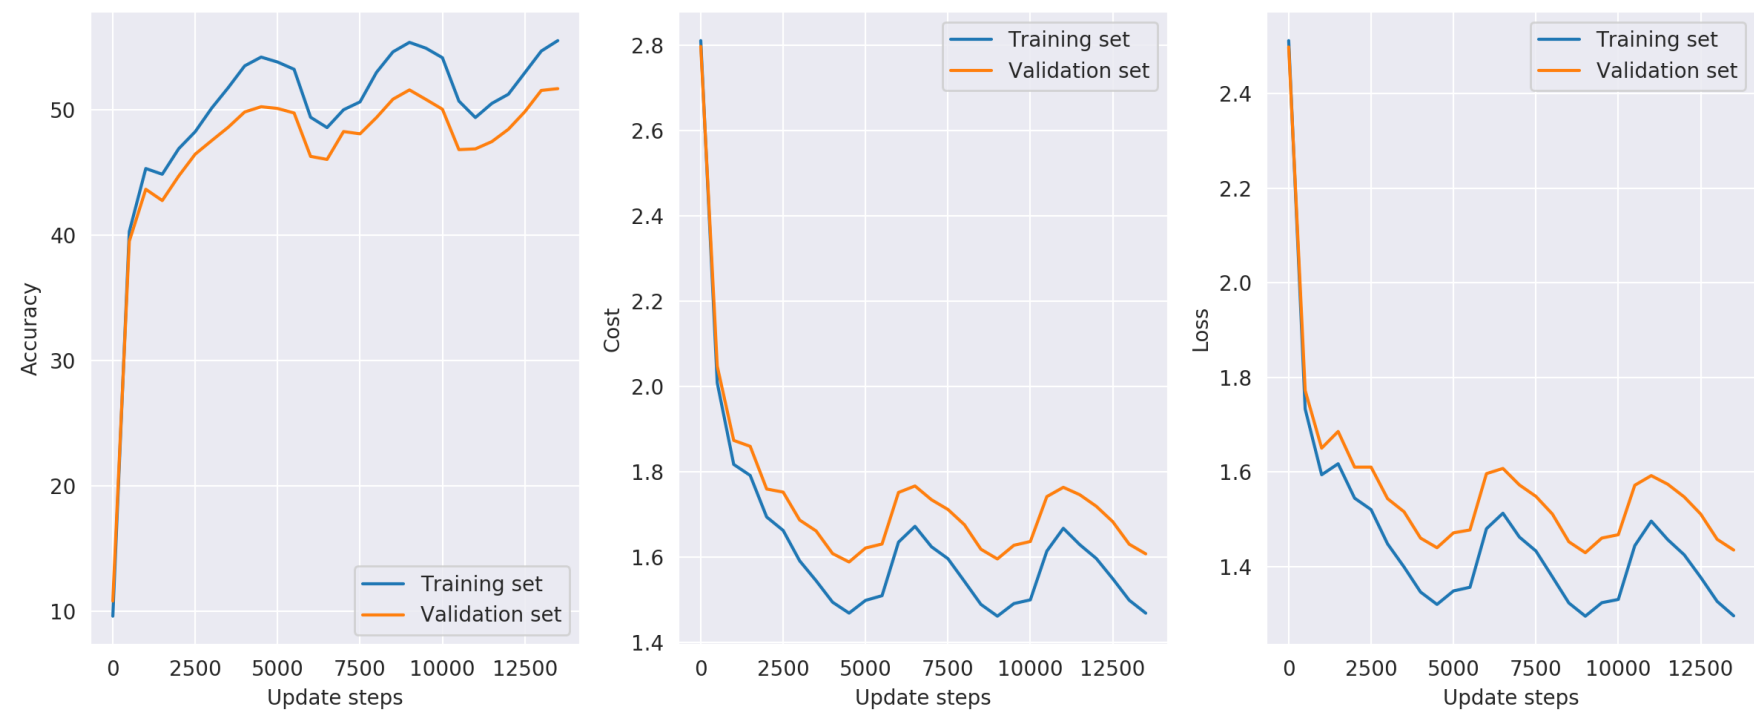 Accuracy
50
40
30
20
10
0 2500 5000 7500 10000 12500
Update steps
Training set
Validation set
Cost
2.8
2.6
2.4
2.2
2.0
1.8
1.6
1.4
0 2500 5000 7500 10000 12500
Update steps
Training set
Validation set
Loss
2.4
2.2
2.0
1.8
1.6
1.4
0 2500 5000 7500 10000 12500
Update steps
Training set
Validation set